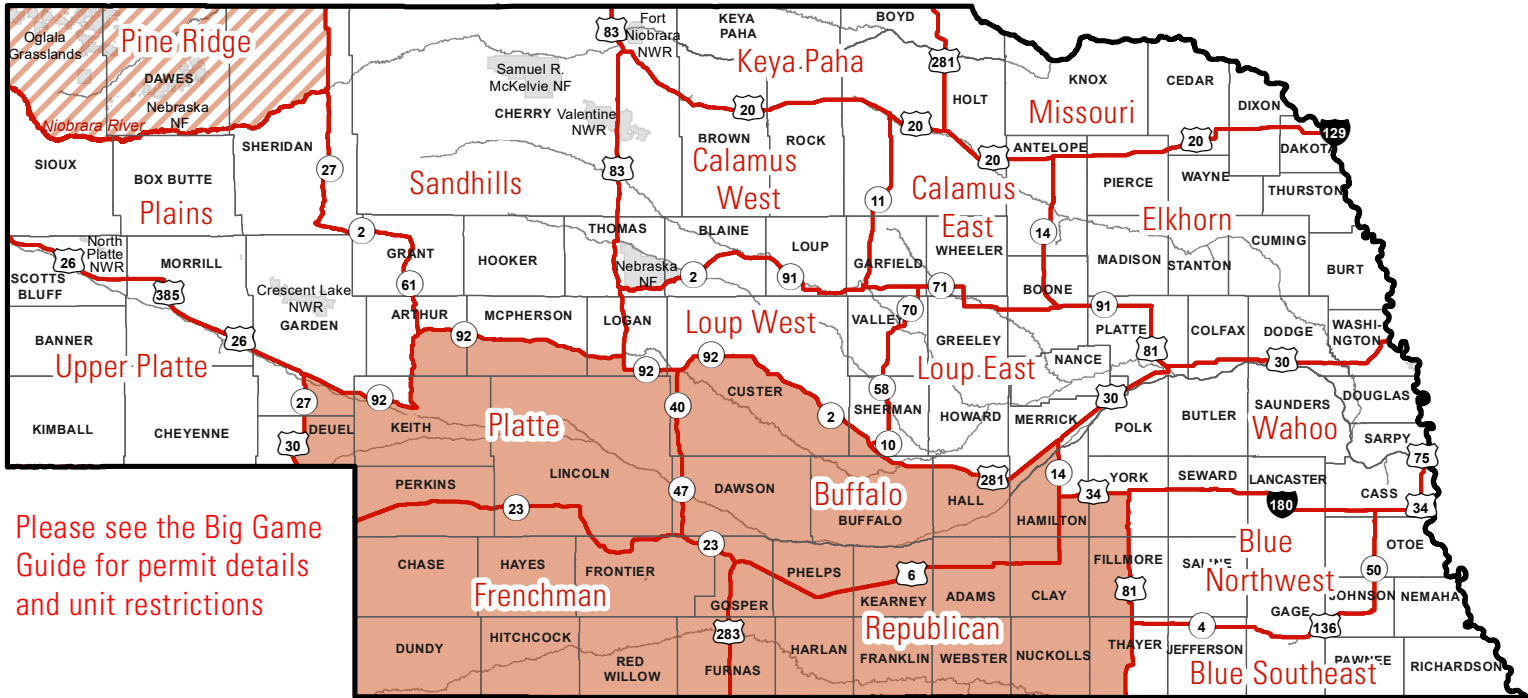 Oglala
Grasslands
Pine Ridge
DAWES
Nebraska
NF
Niobrara River
83
Fort
Niobrara
NWR
KEYA
PAHA
BOYD
Keya Paha
281
HOLT
KNOX
CEDAR
DIXON
129
DAKOTA
Missouri
Samuel R.
McKelvie NF
CHERRY
Valentine
NWR
20
BROWN
ROCK
20
20
ANTELOPE
20
SIOUX
SHERIDAN
BOX BUTTE
Plains
27
Sandhills
83
Calamus
West
11
Calamus
East
PIERCE
WAYNE
THURSTON
Elkhorn
14
CUMING
2
GRANT
HOOKER
THOMAS
BLAINE
LOUP
GARFIELD
WHEELER
MADISON
STANTON
BURT
North
Platte
NWR
26
SCOTTS
BLUFF
MORRILL
385
Crescent Lake
NWR
GARDEN
61
Nebraska
NF
2
91
71
BOONE
91
ARTHUR
MCPHERSON
LOGAN
Loup West
VALLEY
70
GREELEY
PLATTE
COLFAX
DODGE
WASHI-
NGTON
BANNER
26
Upper Platte
92
92
92
Loup East
NANCE
81
30
KIMBALL
CHEYENNE
27
92
30
DEUEL
KEITH
Platte
40
CUSTER
2
58
SHERMAN
10
HOWARD
MERRICK
30
POLK
BUTLER
SAUNDERS
Wahoo
DOUGLAS
SARPY
75
PERKINS
LINCOLN
47
DAWSON
Buffalo
BUFFALO
HALL
281
14
34
YORK
SEWARD
LANCASTER
180
CASS
34
23
HAMILTON
Please see the Big Game
Guide for permit details
and unit restrictions
CHASE
HAYES
FRONTIER
23
PHELPS
6
FILLMORE
SALINE
Blue
Northwest
OTOE
50
Frenchman
GOSPER
KEARNEY
ADAMS
CLAY
81
GAGE
JOHNSON
NEMAHA
DUNDY
HITCHCOCK
RED
WILLOW
283
FURNAS
HARLAN
Republican
FRANKLIN
WEBSTER
NUCKOLLS
THAYER
4
JEFFERSON
136
Blue Southeast
PAWNEE
RICHARDSON